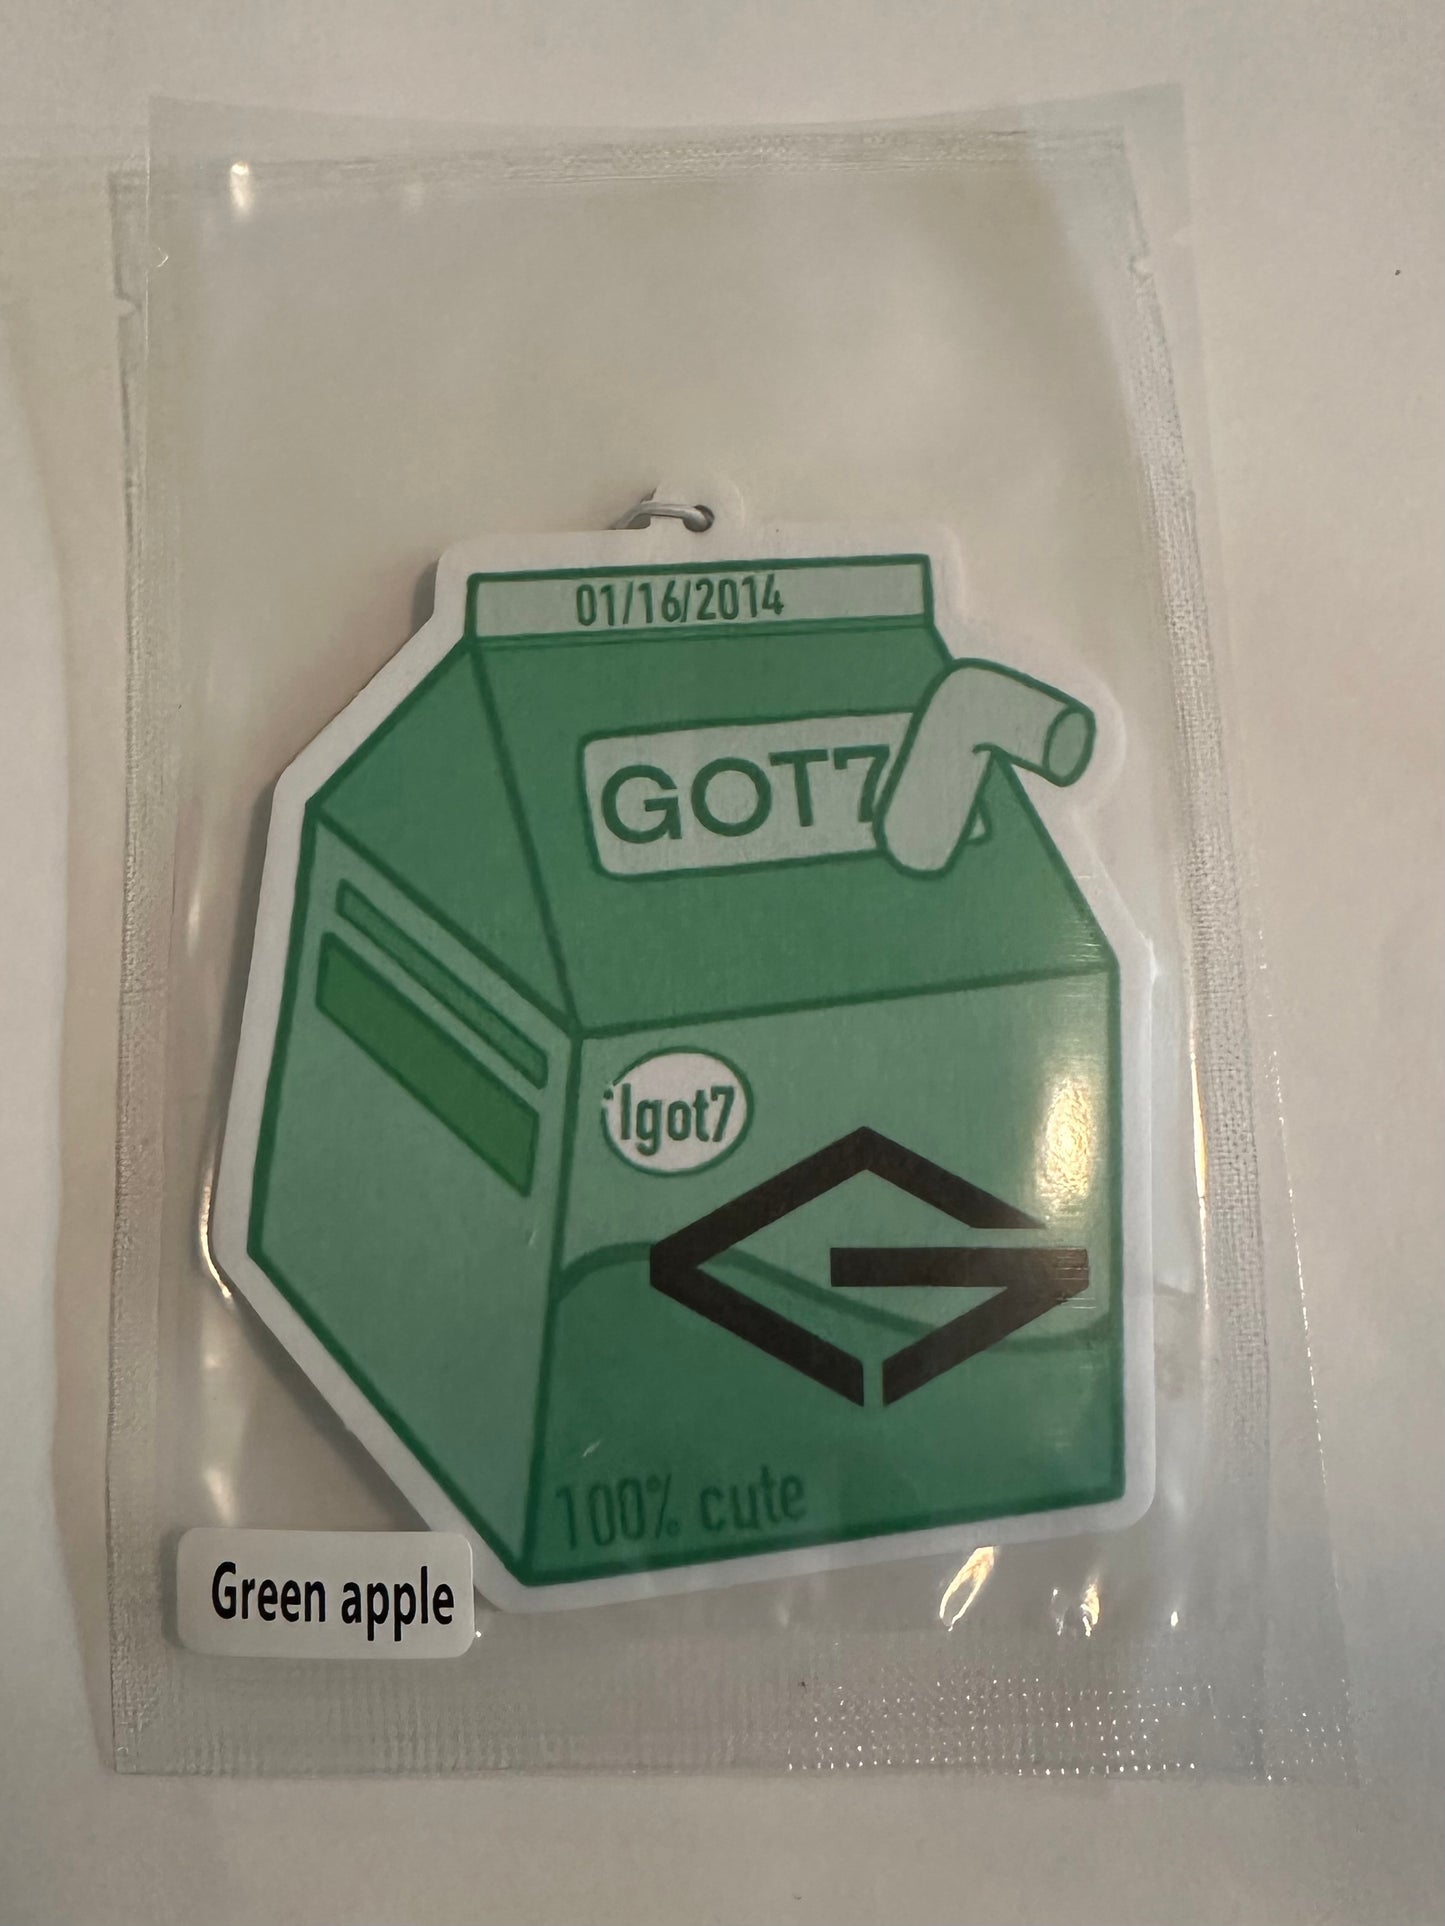 01/16/2014
GOT7
Igot7
100% cute
Green apple